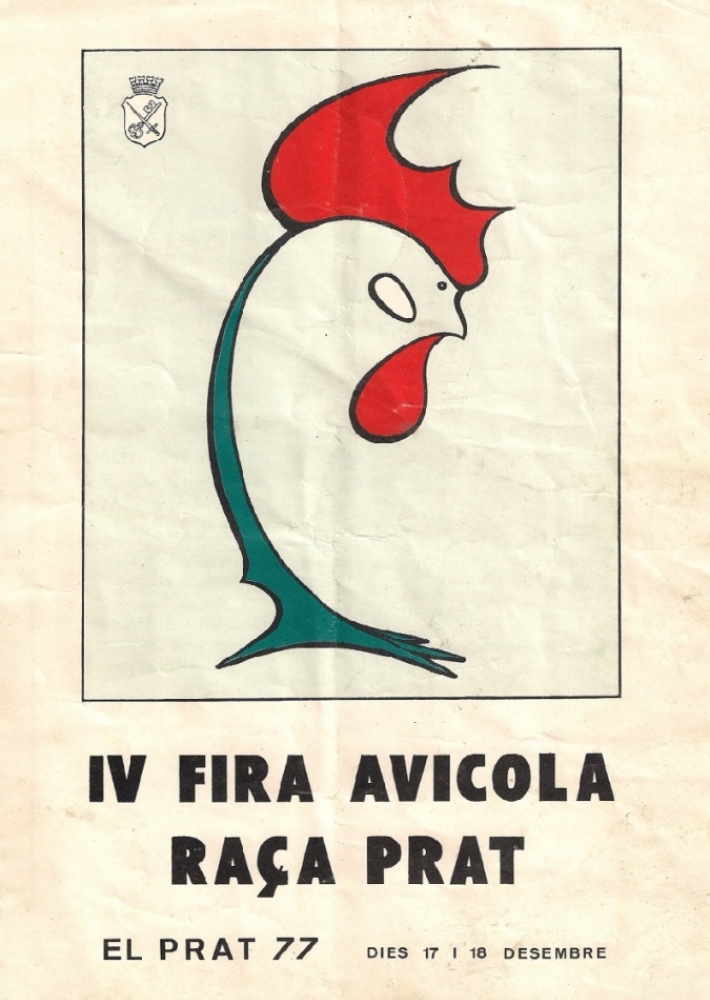 IV FIRA AVICOLA
RAÇA PRAT
EL PRAT 77 DIES 17 I 18 DESEMBRE